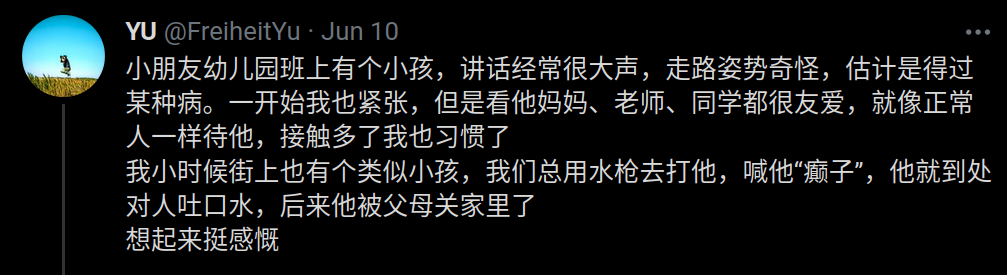 YU @FreiheitYu · Jun 10
小朋友幼儿园班上有个小孩，讲话经常很大声，走路姿势奇怪，估计是得过
某种病。一开始我也紧张，但是看他妈妈、老师、同学都很友爱，就像正常
人一样待他，接触多了我也习惯了
我小时候街上也有个类似小孩，我们总用水枪去打他，喊他“癫子”，他就到处
对人吐口水，后来他被父母关家里了
想起来挺感慨